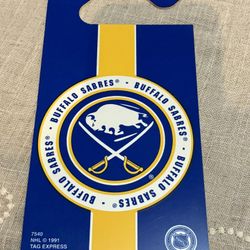 • BUFFALO SABRES® • BUFFALO SABRES®
• BUFFALO SABRES® • BUFFALO SABRES®
7540
NHL © 1991
TAG EXPRESS